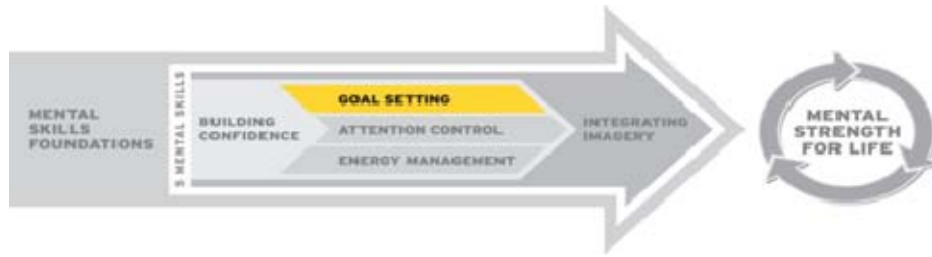 MENTAL
SKILLS
FOUNDATIONS
5 MENTAL SKILLS
BUILDING
CONFIDENCE
GOAL SETTING
ATTENTION CONTROL
ENERGY MANAGEMENT
INTEGRATING
IMAGERY
MENTAL
STRENGTH
FOR LIFE